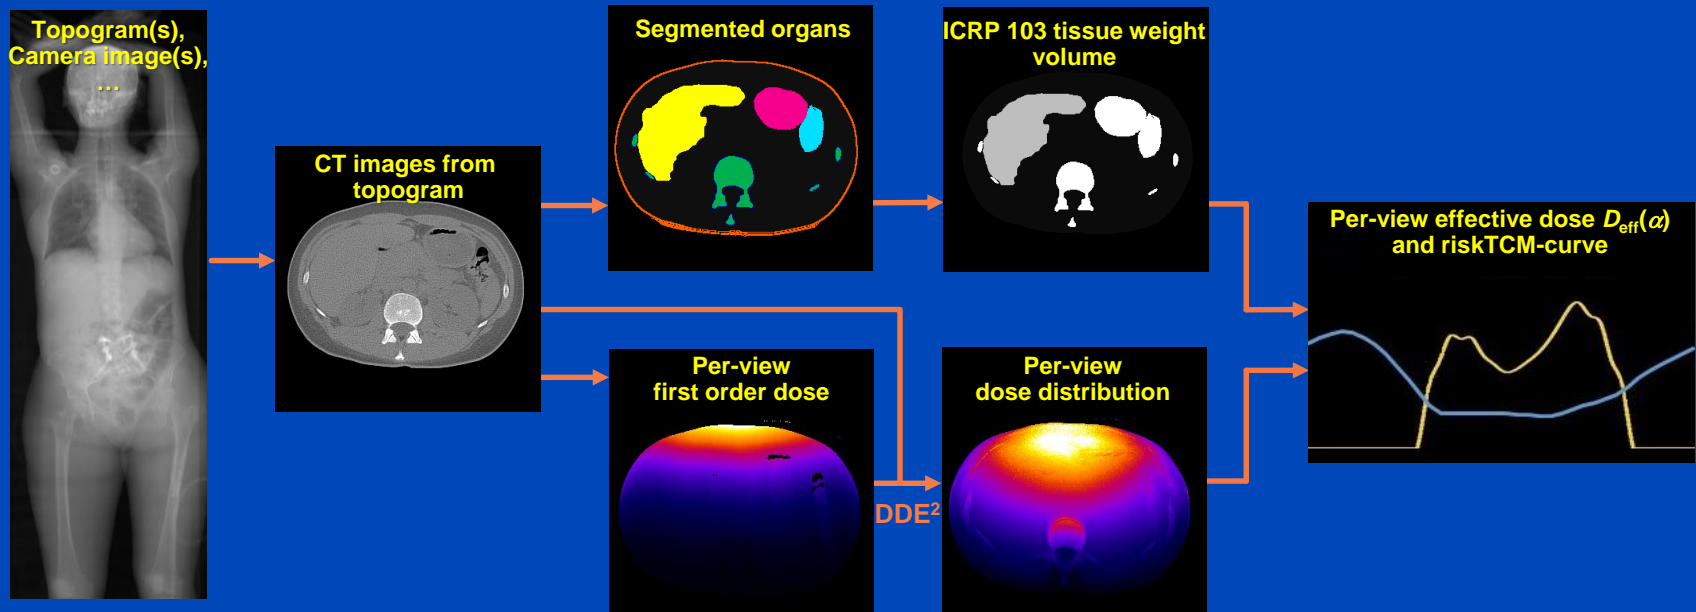 Topogram(s),
Camera image(s),
…
CT images from
topogram
Segmented organs
ICRP 103 tissue weight
volume
Per-view
first order dose
DDE²
Per-view
dose distribution
Per-view effective dose D_eff(α)
and riskTCM-curve